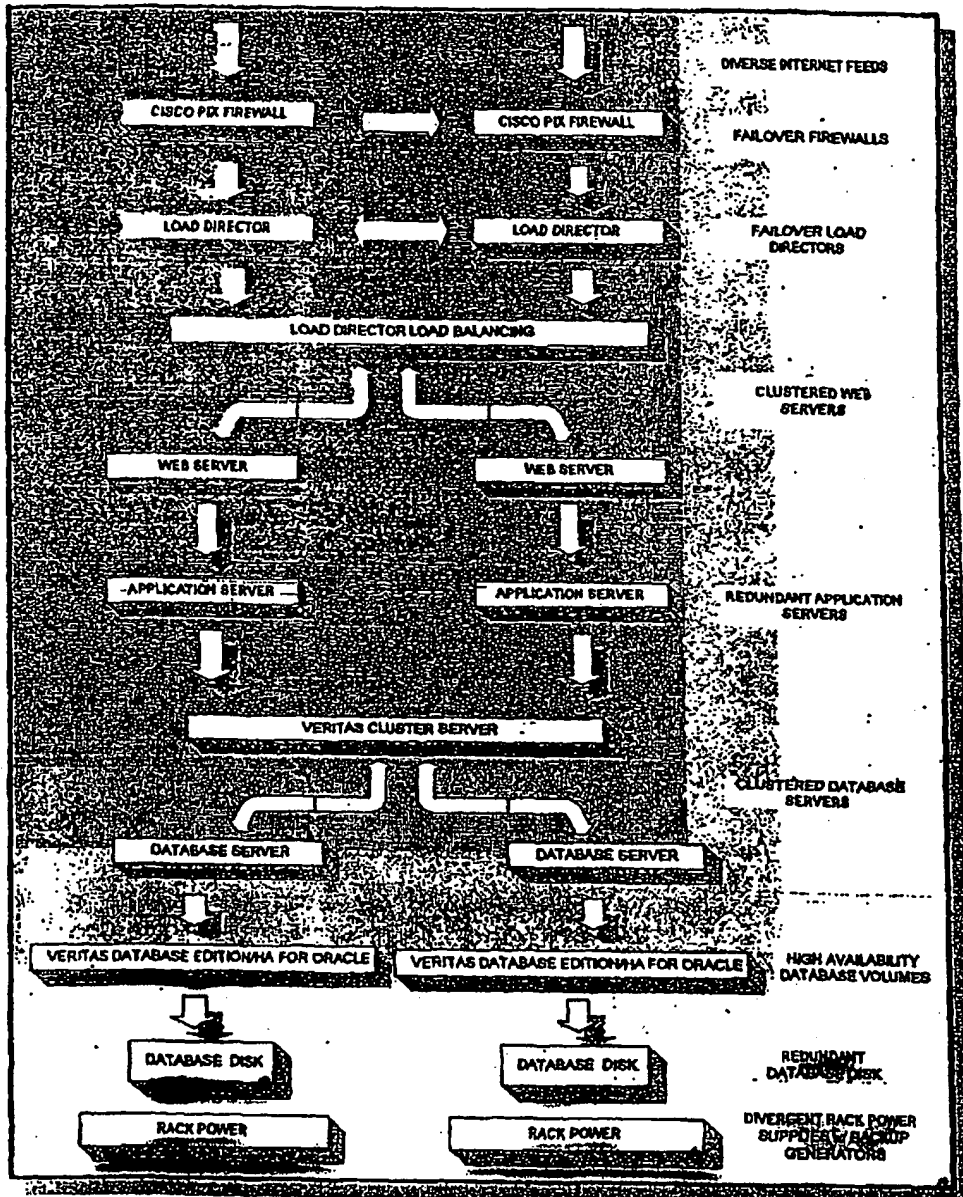 DIVERSE INTERNET FEEDS
CISCO PIX FIREWALL
CISCO PIX FIREWALL
FAILOVER FIREWALLS
LOAD DIRECTOR
LOAD DIRECTOR
FAILOVER LOAD
DIRECTORS
LOAD DIRECTOR LOAD BALANCING
CLUSTERED WEB
SERVERS
WEB SERVER
WEB SERVER
APPLICATION SERVER
APPLICATION SERVER
REDUNDANT APPLICATION
SERVERS
VERITAS CLUSTER SERVER
CLUSTERED DATABASE
SERVERS
DATABASE SERVER
DATABASE SERVER
VERITAS DATABASE EDITION/HA FOR ORACLE
VERITAS DATABASE EDITION/HA FOR ORACLE
HIGH AVAILABILITY
DATABASE VOLUMES
DATABASE DISK
DATABASE DISK
REDUNDANT
DATABASE DISK
RACK POWER
RACK POWER
DIVERGENT RACK POWER
SUPPLIES W/ BACKUP
GENERATORS